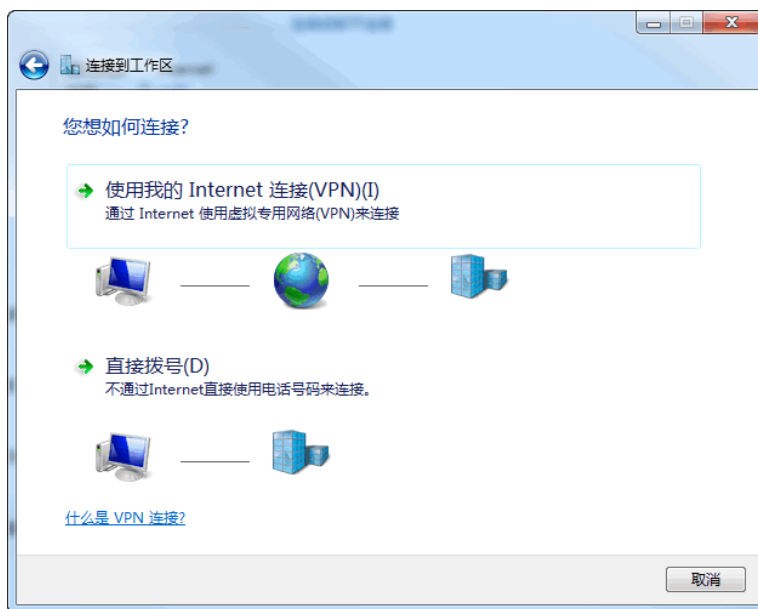 连接到工作区
您想如何连接?
使用我的 Internet 连接(VPN)(I)
通过 Internet 使用虚拟专用网络(VPN)来连接
直接拨号(D)
不通过Internet直接使用电话号码来连接。
什么是 VPN 连接?
取消